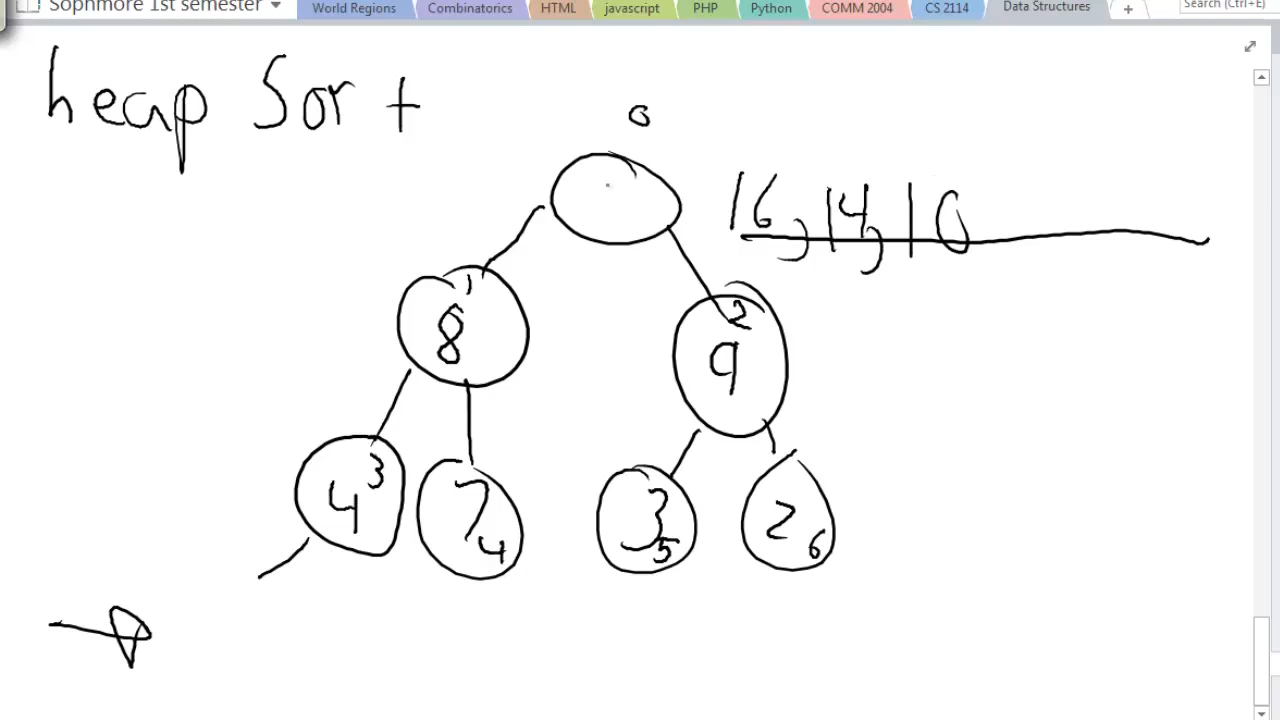 Sophmore 1st semester
World Regions
Combinatorics
HTML
javascript
PHP
Python
COMM 2004
CS 2114
Data Structures
+
Search (Ctrl+E)
heap Sort
0
16, 14, 10
1
8
2
9
3
4
7
4
3
5
2
6